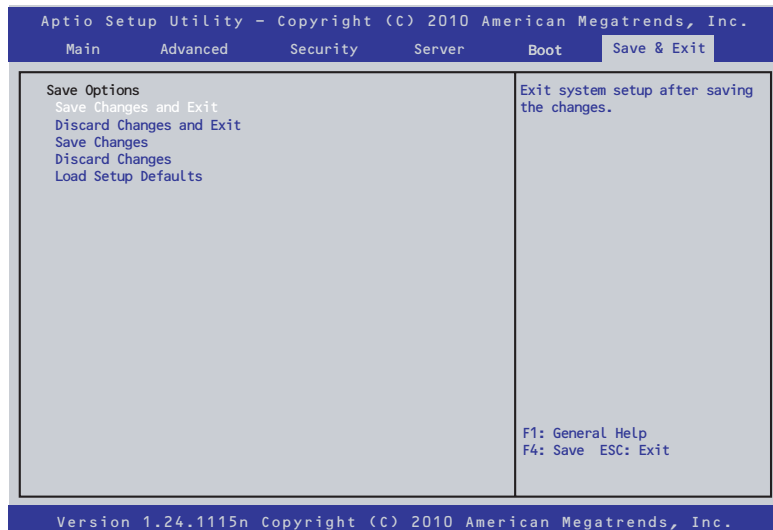 Aptio Setup Utility – Copyright (C) 2010 American Megatrends, Inc.
Main Advanced Security Server Boot Save & Exit
Save Options
Save Changes and Exit
Discard Changes and Exit
Save Changes
Discard Changes
Load Setup Defaults
Exit system setup after saving
the changes.
F1: General Help
F4: Save ESC: Exit
Version 1.24.1115n Copyright (C) 2010 American Megatrends, Inc.